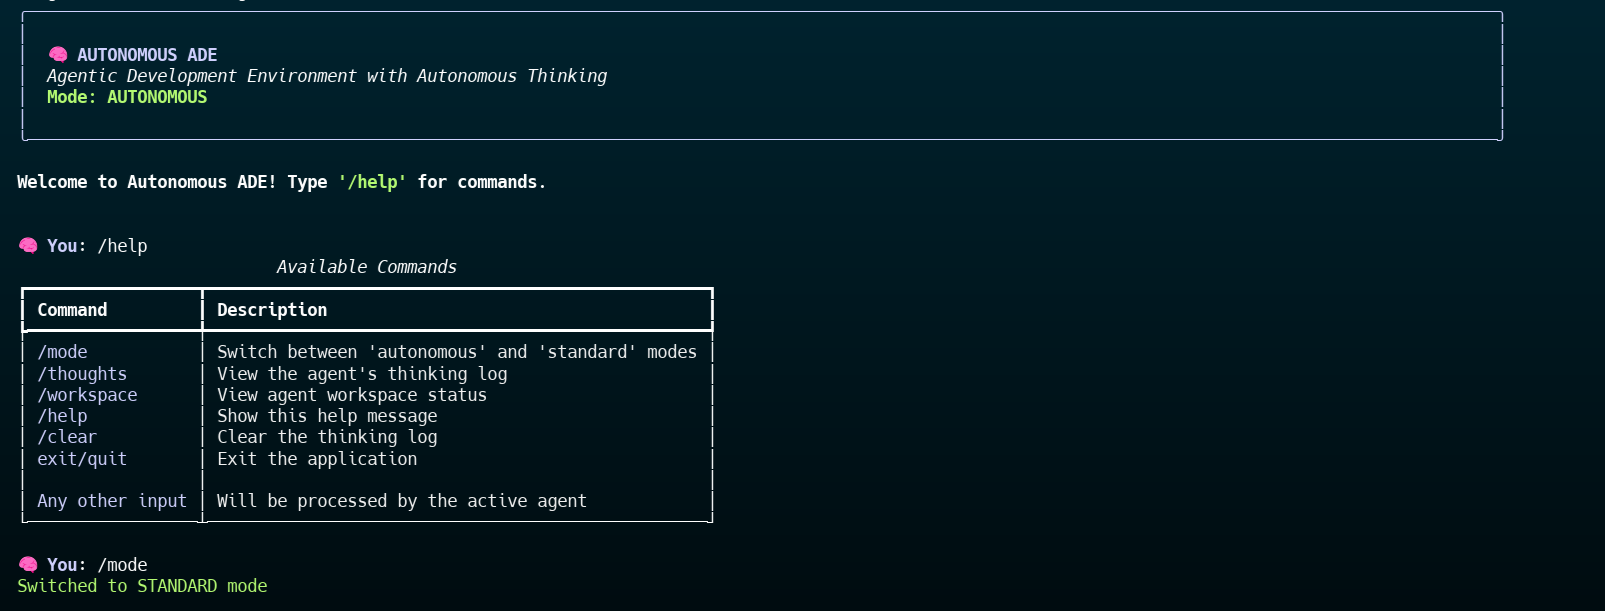 🧠 AUTONOMOUS ADE
Agentic Development Environment with Autonomous Thinking
Mode: AUTONOMOUS
Welcome to Autonomous ADE! Type '/help' for commands.
🧠 You: /help
Available Commands
Command Description
/mode Switch between 'autonomous' and 'standard' modes
/thoughts View the agent's thinking log
/workspace View agent workspace status
/help Show this help message
/clear Clear the thinking log
exit/quit Exit the application
Any other input Will be processed by the active agent
🧠 You: /mode
Switched to STANDARD mode